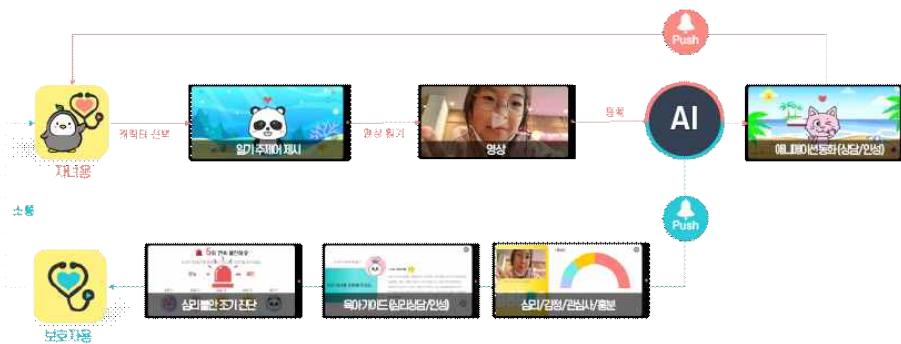 Push
AI
캐릭터 선택
일기 주제어 제시
영상 일기
영상
등록
애니메이션 동화(상담/인성)
자녀용
소통
Push
심리불안 조기 진단
육아 가이드 (심리상담/인성)
심리/감정/관심사/흥분
보호자용